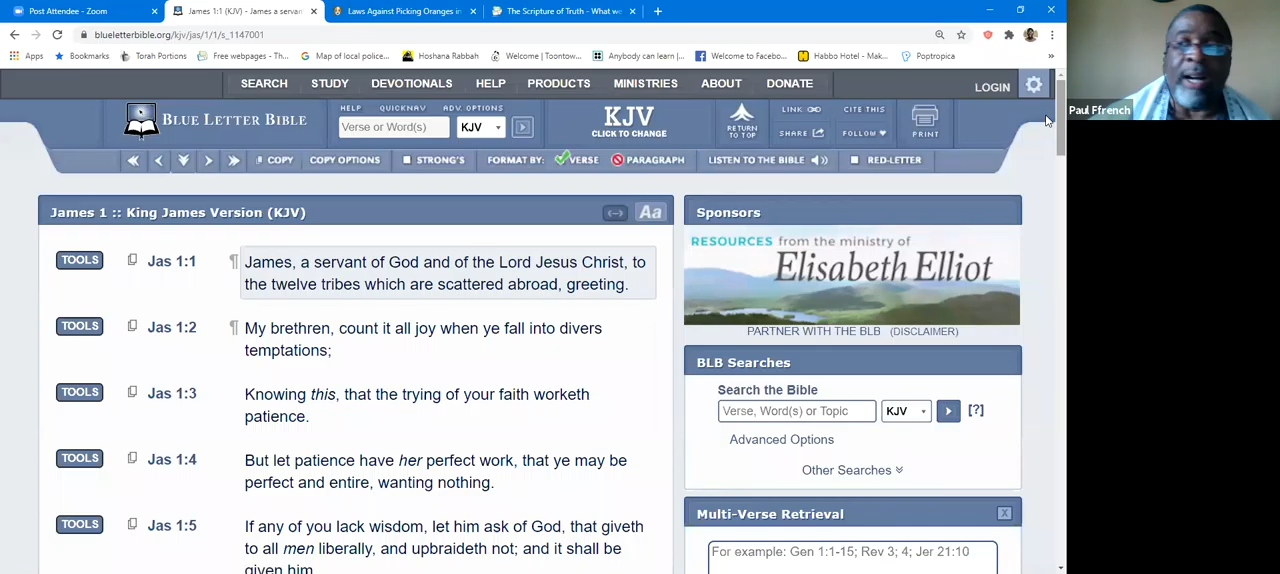 Post Attendee - Zoom
James 1:1 (KJV) - James a servan
Laws Against Picking Oranges in
The Scripture of Truth - What we
blueletterbible.org/kjv/jas/1/1/s_1147001
Apps
Bookmarks
Torah Portions
Free webpages - Th...
Map of local police...
Hoshana Rabbah
Welcome | Toontow...
Anybody can learn |...
Welcome to Facebo...
Habbo Hotel - Mak...
Poptropica
»
SEARCH STUDY DEVOTIONALS HELP PRODUCTS MINISTRIES ABOUT DONATE
LOGIN
Paul Ffrench
BLUE LETTER BIBLE
HELP QUICKNAV ADV. OPTIONS
Verse or Word(s)
KJV
KJV
CLICK TO CHANGE
RETURN
TO TOP
LINK
CITE THIS
SHARE
FOLLOW
PRINT
COPY
COPY OPTIONS
STRONG'S
FORMAT BY:
VERSE
PARAGRAPH
LISTEN TO THE BIBLE
RED-LETTER
James 1 :: King James Version (KJV)
Aa
TOOLS
Jas 1:1
¶ James, a servant of God and of the Lord Jesus Christ, to
the twelve tribes which are scattered abroad, greeting.
TOOLS
Jas 1:2
¶ My brethren, count it all joy when ye fall into divers
temptations;
TOOLS
Jas 1:3
Knowing this, that the trying of your faith worketh
patience.
TOOLS
Jas 1:4
But let patience have her perfect work, that ye may be
perfect and entire, wanting nothing.
TOOLS
Jas 1:5
If any of you lack wisdom, let him ask of God, that giveth
to all men liberally, and upbraideth not; and it shall be
given him.
Sponsors
RESOURCES from the ministry of
Elisabeth Elliot
PARTNER WITH THE BLB (DISCLAIMER)
BLB Searches
Search the Bible
Verse, Word(s) or Topic
KJV
[?]
Advanced Options
Other Searches
Multi-Verse Retrieval
X
For example: Gen 1:1-15; Rev 3; 4; Jer 21:10